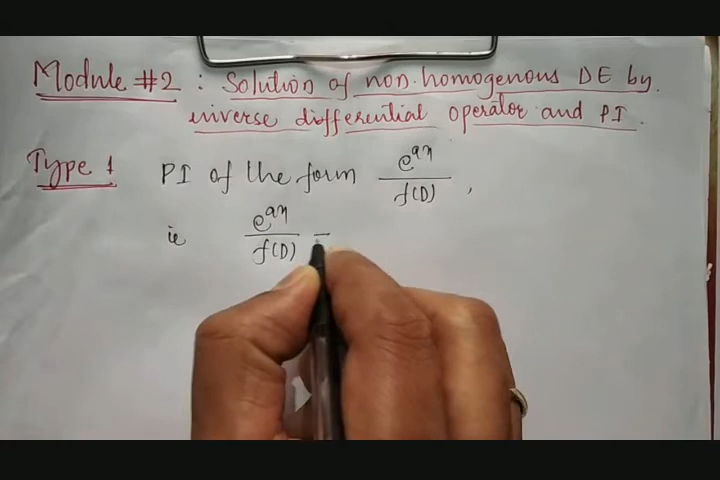 Module #2 : Solution of non-homogenous DE by
inverse differential operator and PI.
Type 1 PI of the form e^{ax}/f(D) ,
ie e^{ax}/f(D) =